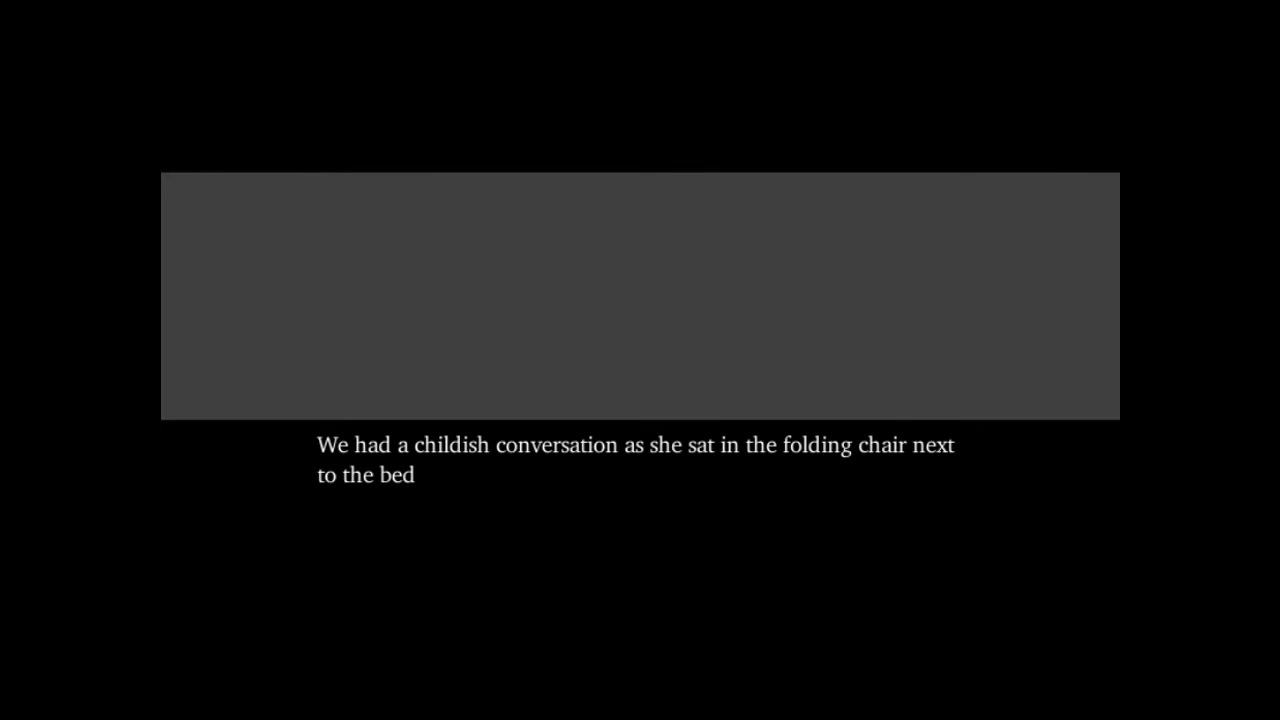 We had a childish conversation as she sat in the folding chair next
to the bed